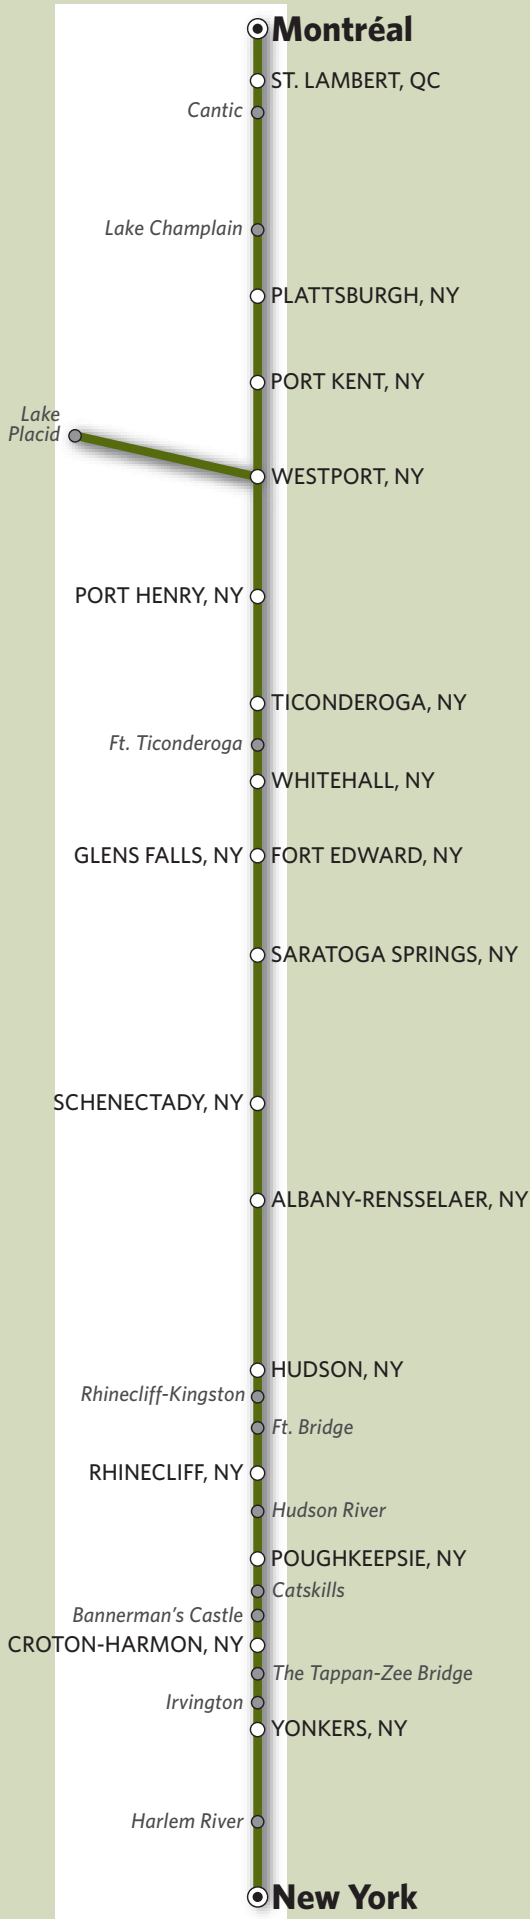 Montréal
ST. LAMBERT, QC
Cantic
Lake Champlain
PLATTSBURGH, NY
PORT KENT, NY
Lake
Placid
WESTPORT, NY
PORT HENRY, NY
TICONDEROGA, NY
Ft. Ticonderoga
WHITEHALL, NY
GLENS FALLS, NY FORT EDWARD, NY
SARATOGA SPRINGS, NY
SCHENECTADY, NY
ALBANY-RENSSELAER, NY
HUDSON, NY
Rhinecliff-Kingston
Ft. Bridge
RHINECLIFF, NY
Hudson River
POUGHKEEPSIE, NY
Catskills
Bannerman's Castle
CROTON-HARMON, NY
The Tappan-Zee Bridge
Irvington
YONKERS, NY
Harlem River
New York